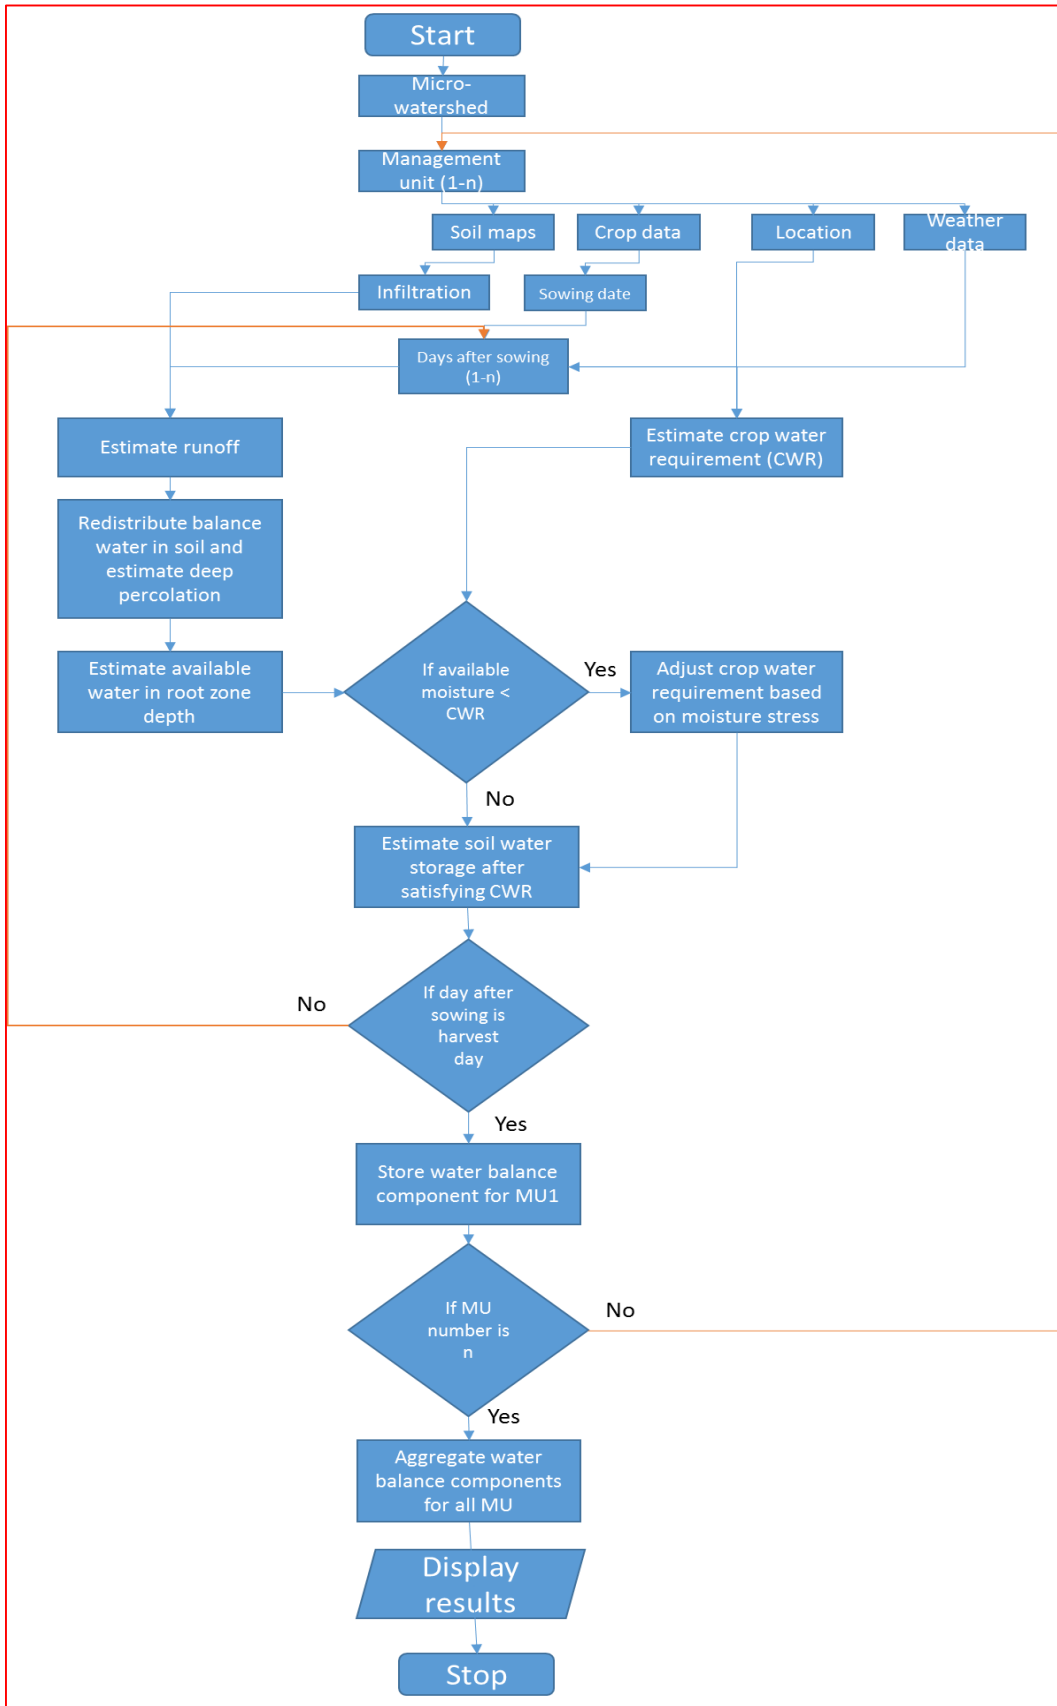 Start
Micro-
watershed
Management
unit (1-n)
Soil maps
Crop data
Location
Weather
data
Infiltration
Sowing date
Days after sowing
(1-n)
Estimate runoff
Estimate crop water
requirement (CWR)
Redistribute balance
water in soil and
estimate deep
percolation
Estimate available
water in root zone
depth
If available
moisture <
CWR
Yes
Adjust crop water
requirement based
on moisture stress
No
Estimate soil water
storage after
satisfying CWR
If day after
sowing is
harvest
day
No
Yes
Store water balance
component for MU1
If MU
number is
n
No
Yes
Aggregate water
balance components
for all MU
Display
results
Stop